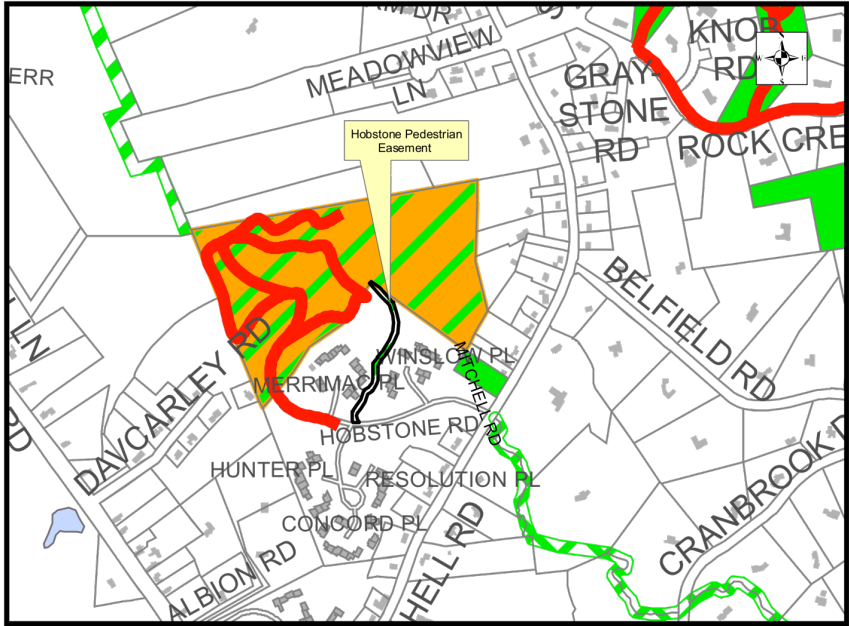 MEADOWVIEW
LN
KNOB
RD
GRAY-
STONE
RD
ROCK CRE
ERR
Hobstone Pedestrian
Easement
BELFIELD RD
LN
RD
DAVCARLEY RD
WINSLOW PL
MERRIMAC PL
MITCHELL RD
HOBSTONE RD
HUNTER PL
RESOLUTION PL
CONCORD PL
CRANBROOK
ALBION RD
HELL RD
W
S